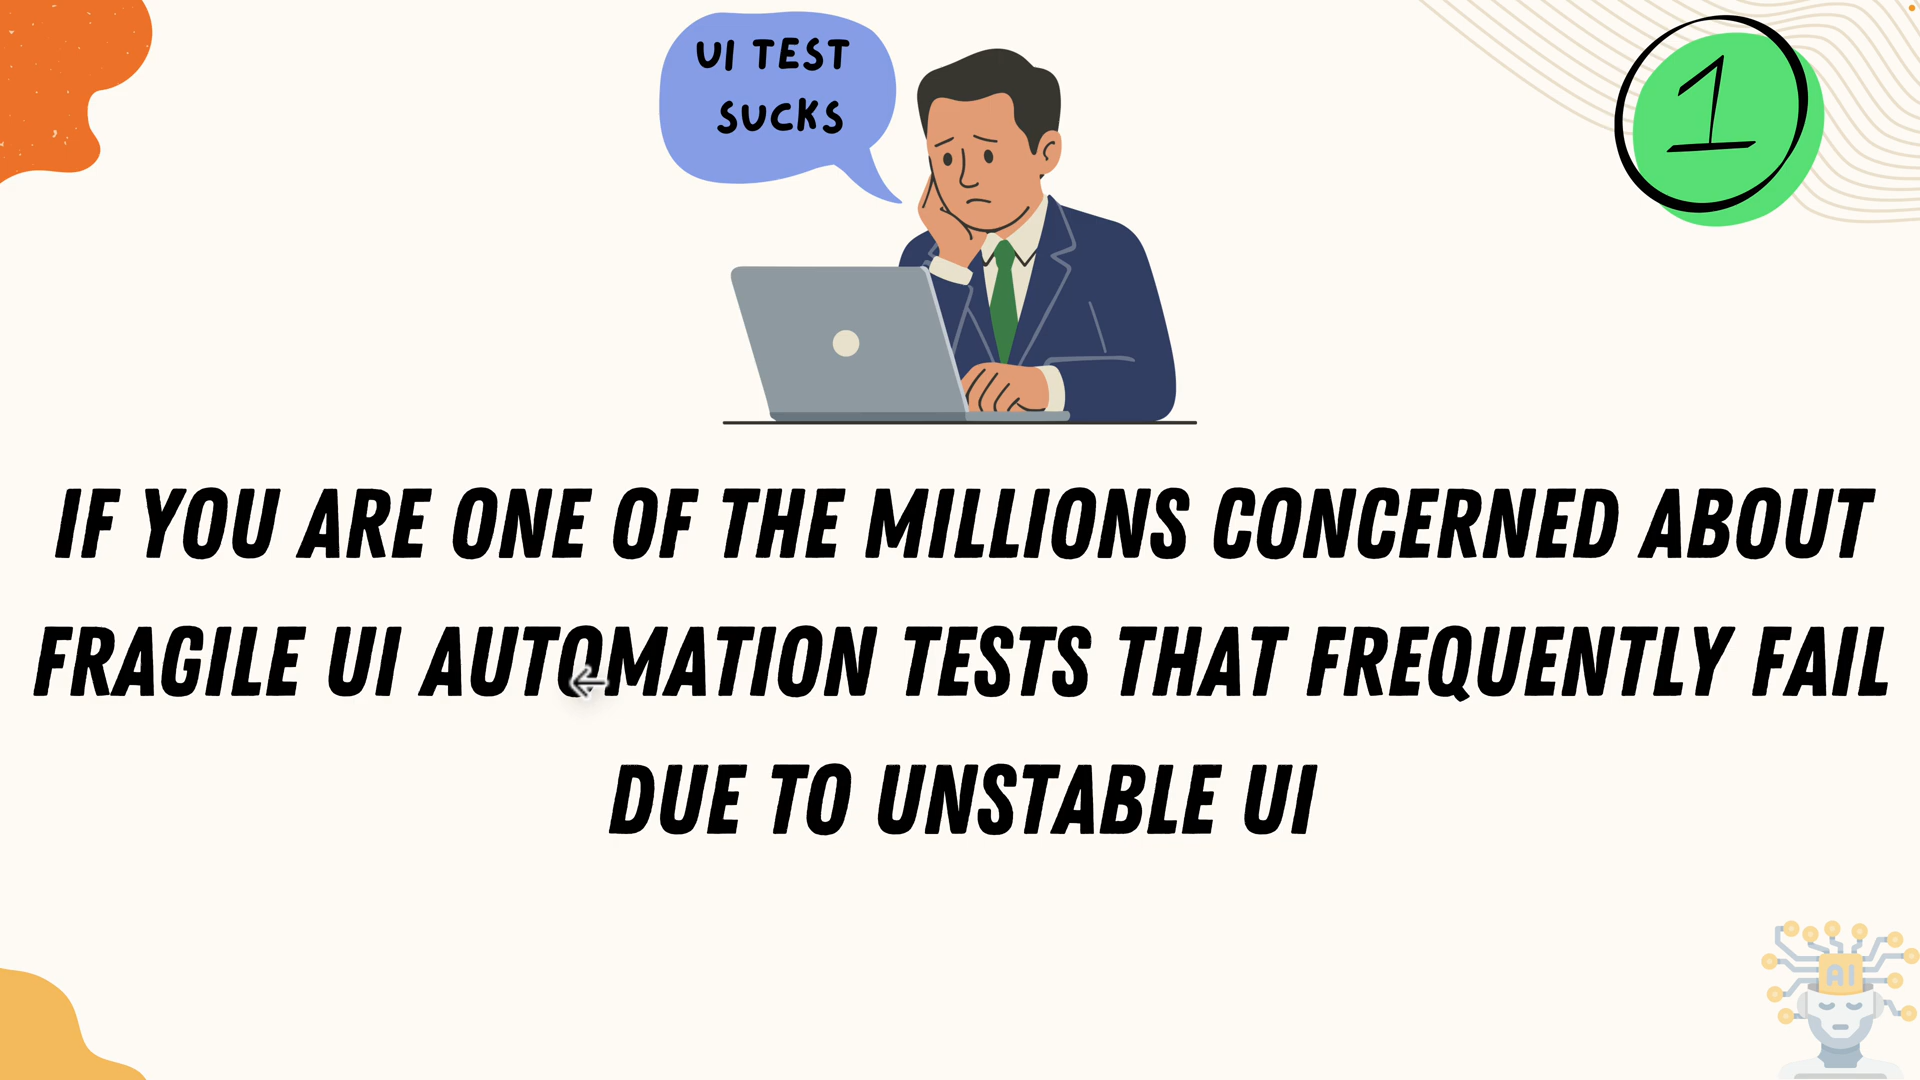 UI TEST
SUCKS
1
IF YOU ARE ONE OF THE MILLIONS CONCERNED ABOUT
FRAGILE UI AUTOMATION TESTS THAT FREQUENTLY FAIL
DUE TO UNSTABLE UI
AI